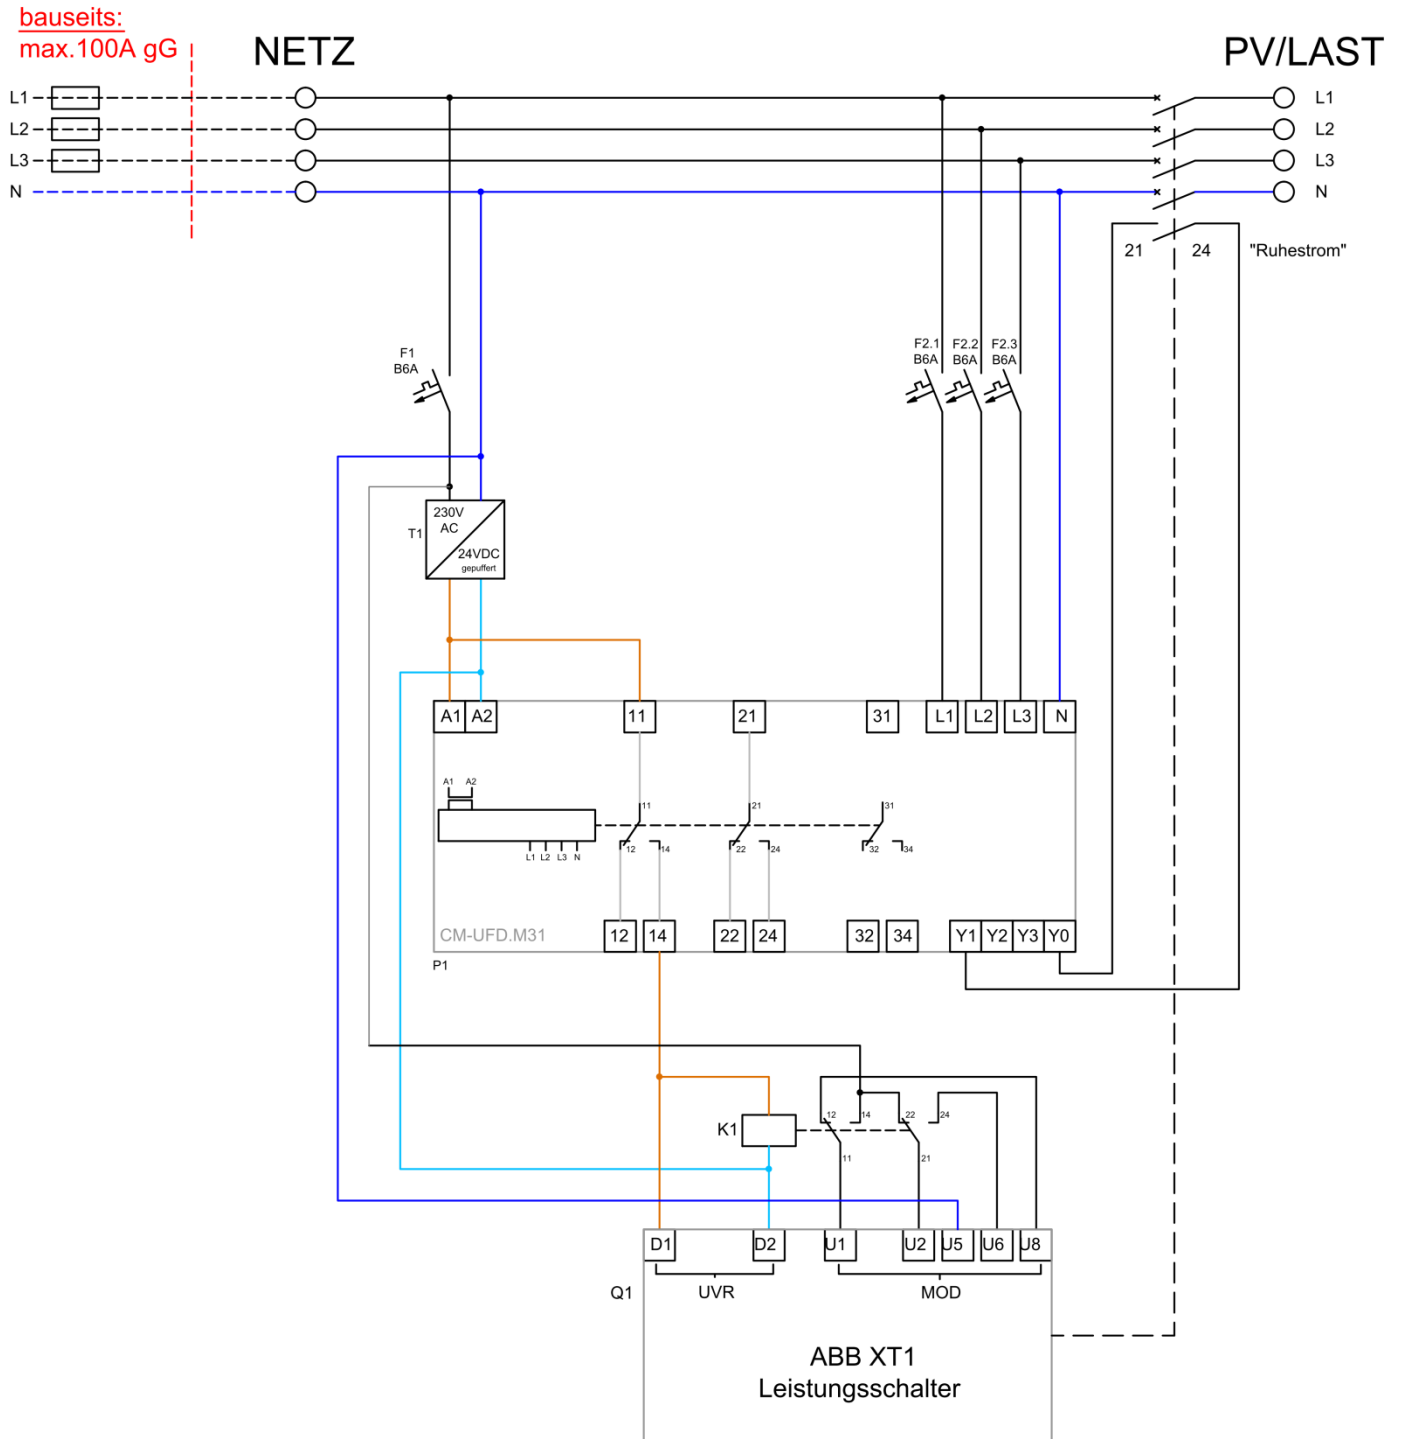 bauseits:
max.100A gG
NETZ
PV/LAST
L1
L1
L2
L2
L3
L3
N
N
21
24
"Ruhestrom"
F1
B6A
F2.1
F2.2
F2.3
B6A
B6A
B6A
230V
AC
T1
24VDC
gepuffert
A1
A2
11
21
31
L1
L2
L3
N
A1
A2
11
21
31
12
14
22
24
32
34
L1
L2
L3
N
CM-UFD.M31
12
14
22
24
32
34
Y1
Y2
Y3
Y0
P1
12
14
22
24
K1
11
21
D1
D2
U1
U2
U5
U6
U8
Q1
UVR
MOD
ABB XT1
Leistungsschalter